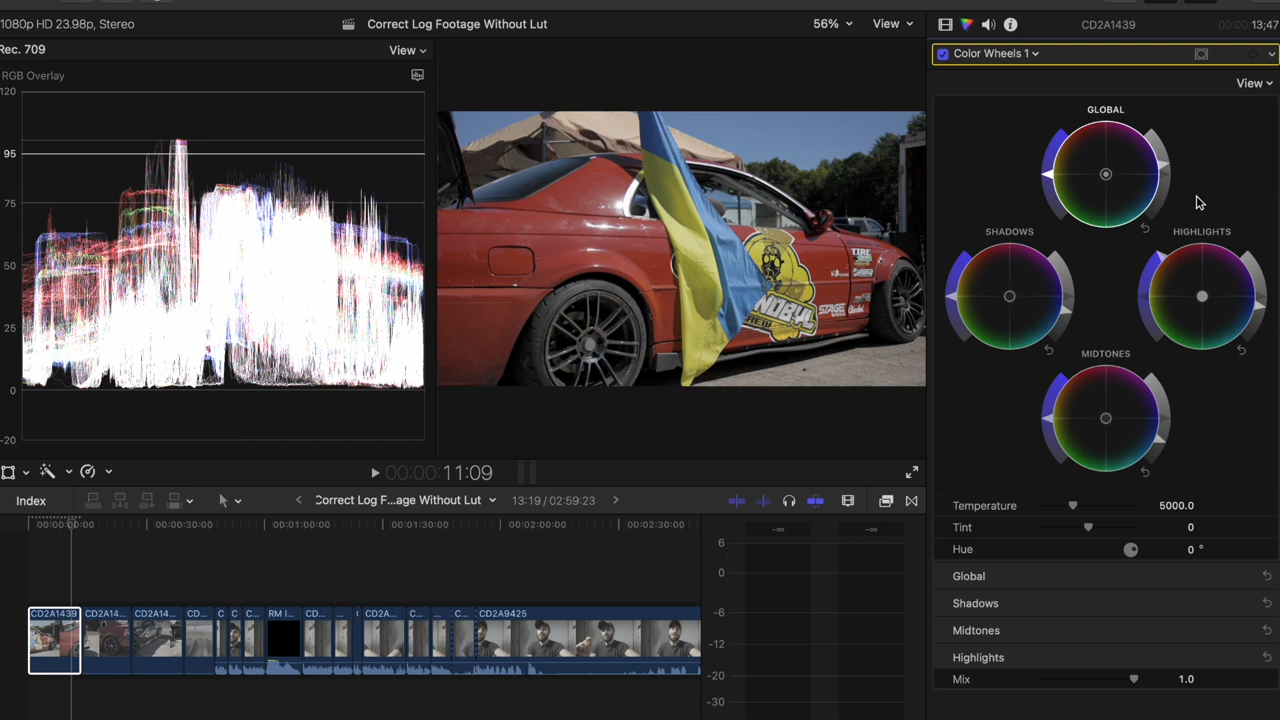 1080p HD 23.98p, Stereo
Correct Log Footage Without Lut
56%
View
CD2A1439
13;47
Rec. 709
View
Color Wheels 1
RGB Overlay
View
120
95
75
50
25
0
-20
GLOBAL
SHADOWS
HIGHLIGHTS
MIDTONES
NOBYL
STAGE
00:00:11:09
Index
Correct Log F...age Without Lut
13:19 / 02:59:23
00:00:00:00
00:00:30:00
00:01:00:00
00:01:30:00
00:02:00:00
00:02:30:00
-∞
-∞
6
0
-6
-12
-20
-30
CD2A1439
CD2A14...
CD2A14...
CD...
C
C
C...
RM I...
CD...
...
CD2A...
C...
...
C...
CD2A9425
Temperature
5000.0
Tint
0
Hue
0 °
Global
Shadows
Midtones
Highlights
Mix
1.0